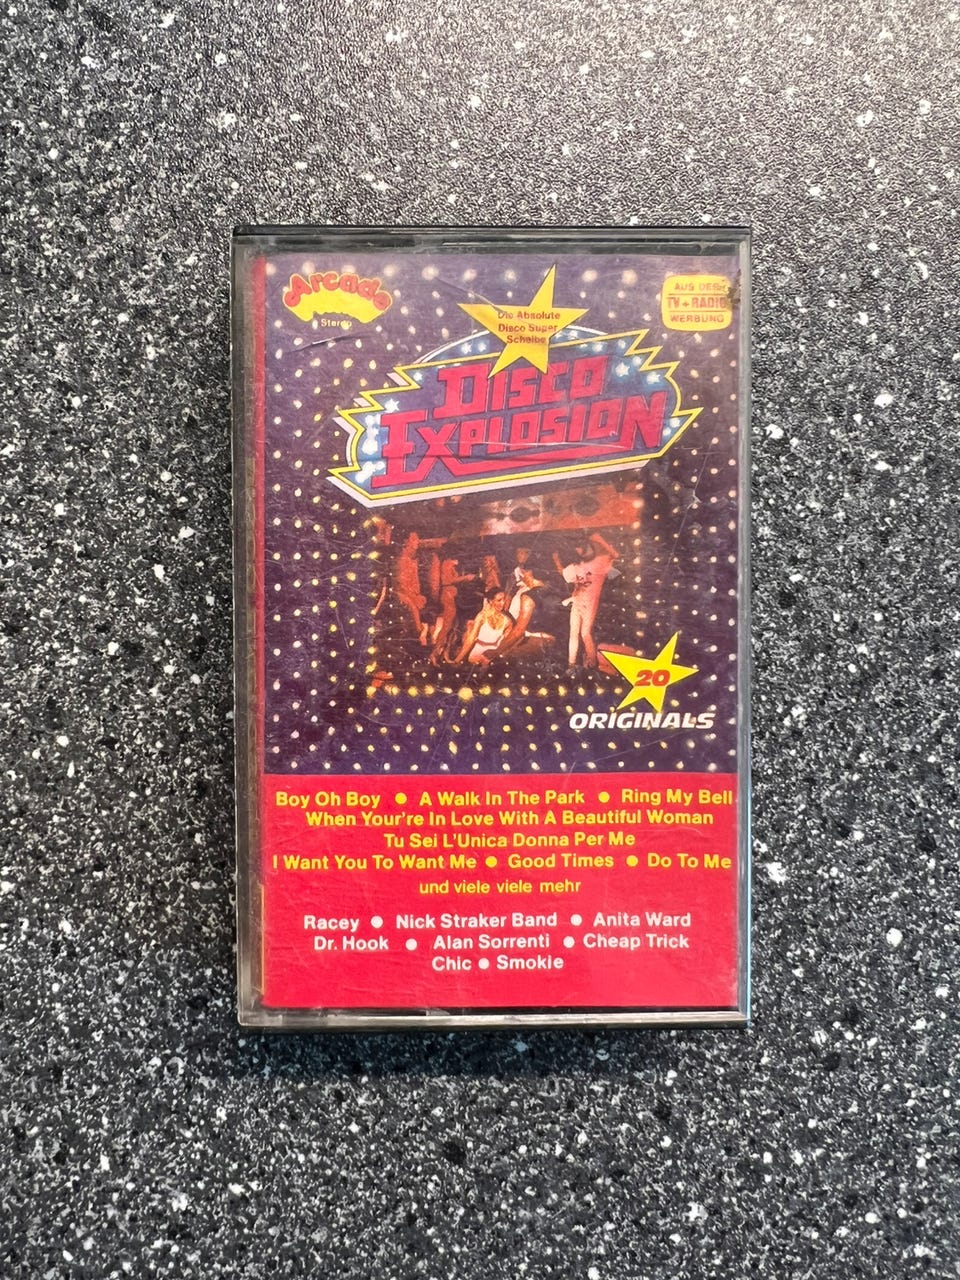 Arcade
Stereo
AUS DER
TV + RADIO
WERBUNG
Die Absolute
Disco Super
Scheibe
DISCO
EXPLOSION
20
ORIGINALS
Boy Oh Boy ● A Walk In The Park ● Ring My Bell
When Your're In Love With A Beautiful Woman
Tu Sei L'Unica Donna Per Me
I Want You To Want Me ● Good Times ● Do To Me
und viele viele mehr
Racey ● Nick Straker Band ● Anita Ward
Dr. Hook ● Alan Sorrenti ● Cheap Trick
Chic ● Smokie